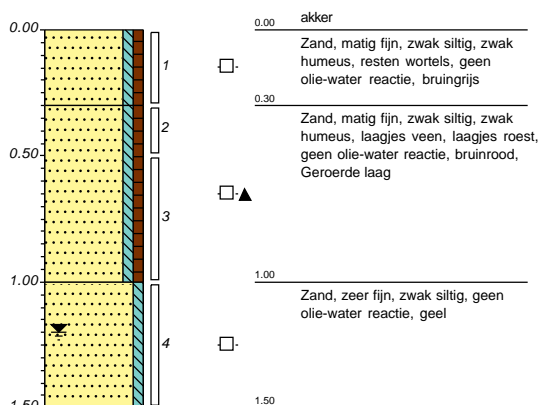 akker
0.00
0.00
Zand, matig fijn, zwak siltig, zwak
humeus, resten wortels, geen
olie-water reactie, bruingrijs
1
0.30
Zand, matig fijn, zwak siltig, zwak
humeus, laagjes veen, laagjes roest,
geen olie-water reactie, bruinrood,
Geroerde laag
2
0.50
3
1.00
1.00
Zand, zeer fijn, zwak siltig, geen
olie-water reactie, geel
4
1.50
1.50